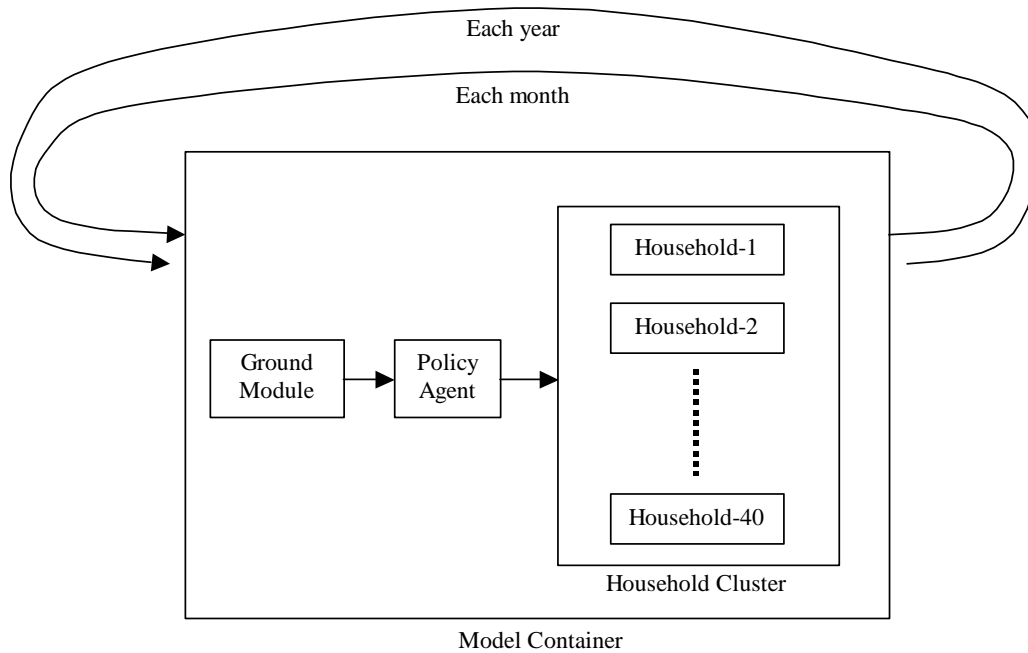 Each year
Each month
Household-1
Household-2
Ground
Module
Policy
Agent
Household-40
Household Cluster
Model Container